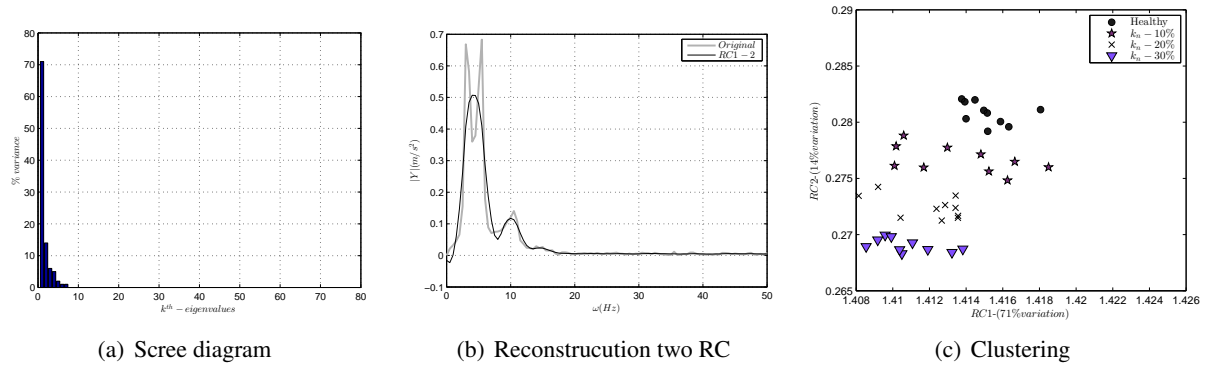 80
70
60
50
40
30
20
10
0
% variance
0 10 20 30 40 50 60 70 80
k^th − eigenvalues
(a) Scree diagram
0.7
0.6
0.5
0.4
0.3
0.2
0.1
0
−0.1
|Y|(m/s²)
Original
RC1 − 2
0 10 20 30 40 50
ω(Hz)
(b) Reconstrucution two RC
0.29
0.285
0.28
0.275
0.27
0.265
RC2-(14%variation)
Healthy
k_n − 10%
k_n − 20%
k_n − 30%
1.408 1.41 1.412 1.414 1.416 1.418 1.42 1.422 1.424 1.426
RC1-(71%variation)
(c) Clustering